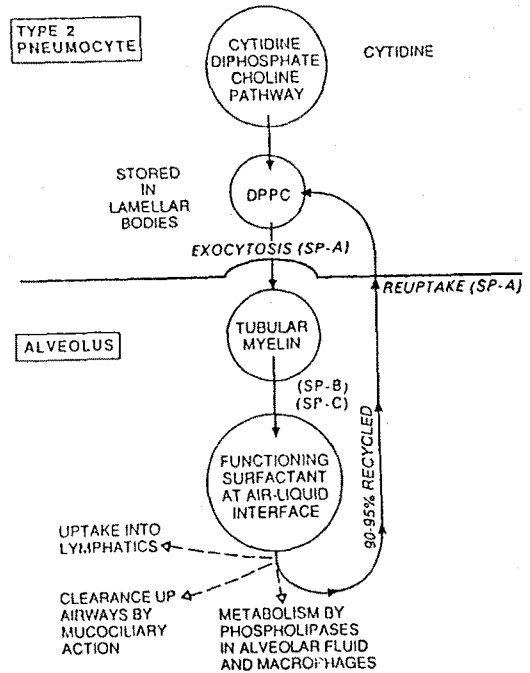 TYPE 2
PNEUMOCYTE
CYTIDINE
DIPHOSPHATE
CHOLINE
PATHWAY
CYTIDINE
STORED
IN
LAMELLAR
BODIES
DPPC
EXOCYTOSIS (SP-A)
REUPTAKE (SP-A)
ALVEOLUS
TUBULAR
MYELIN
(SP-B)
(SP-C)
FUNCTIONING
SURFACTANT
AT AIR-LIQUID
INTERFACE
90-95% RECYCLED
UPTAKE INTO
LYMPHATICS
CLEARANCE UP
AIRWAYS BY
MUCOCILIARY
ACTION
METABOLISM BY
PHOSPHOLIPASES
IN ALVEOLAR FLUID
AND MACROPHAGES